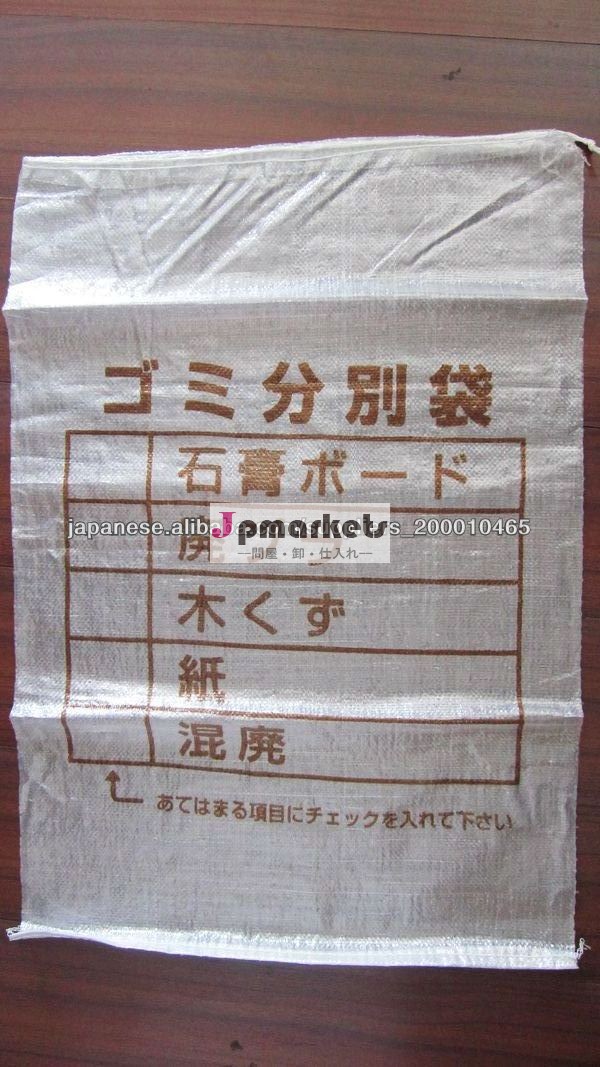 ゴミ分別袋
石膏ボード
japanese.alibaba
rs_200010465
Jpmarkets
—問屋・卸・仕入れ—
廃
木くず
紙
混廃
あてはまる項目にチェックを入れて下さい